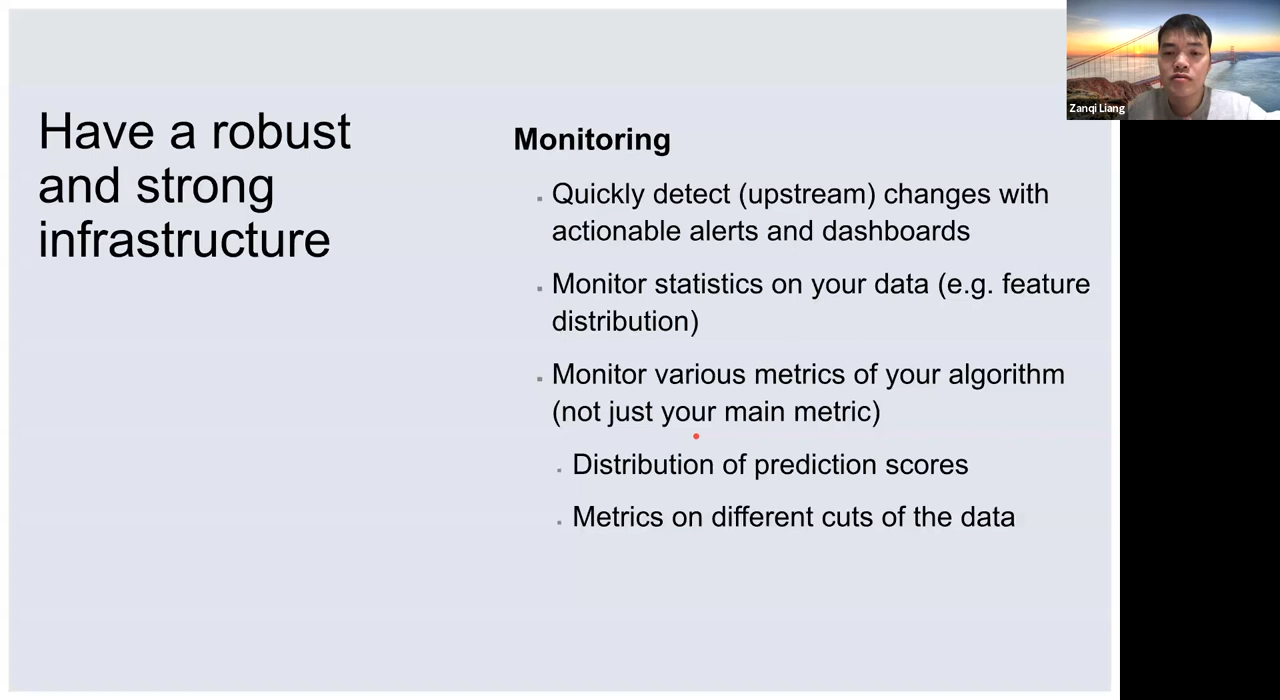 Have a robust
and strong
infrastructure
Monitoring
Quickly detect (upstream) changes with
actionable alerts and dashboards
Monitor statistics on your data (e.g. feature
distribution)
Monitor various metrics of your algorithm
(not just your main metric)
Distribution of prediction scores
Metrics on different cuts of the data
Zanqi Liang